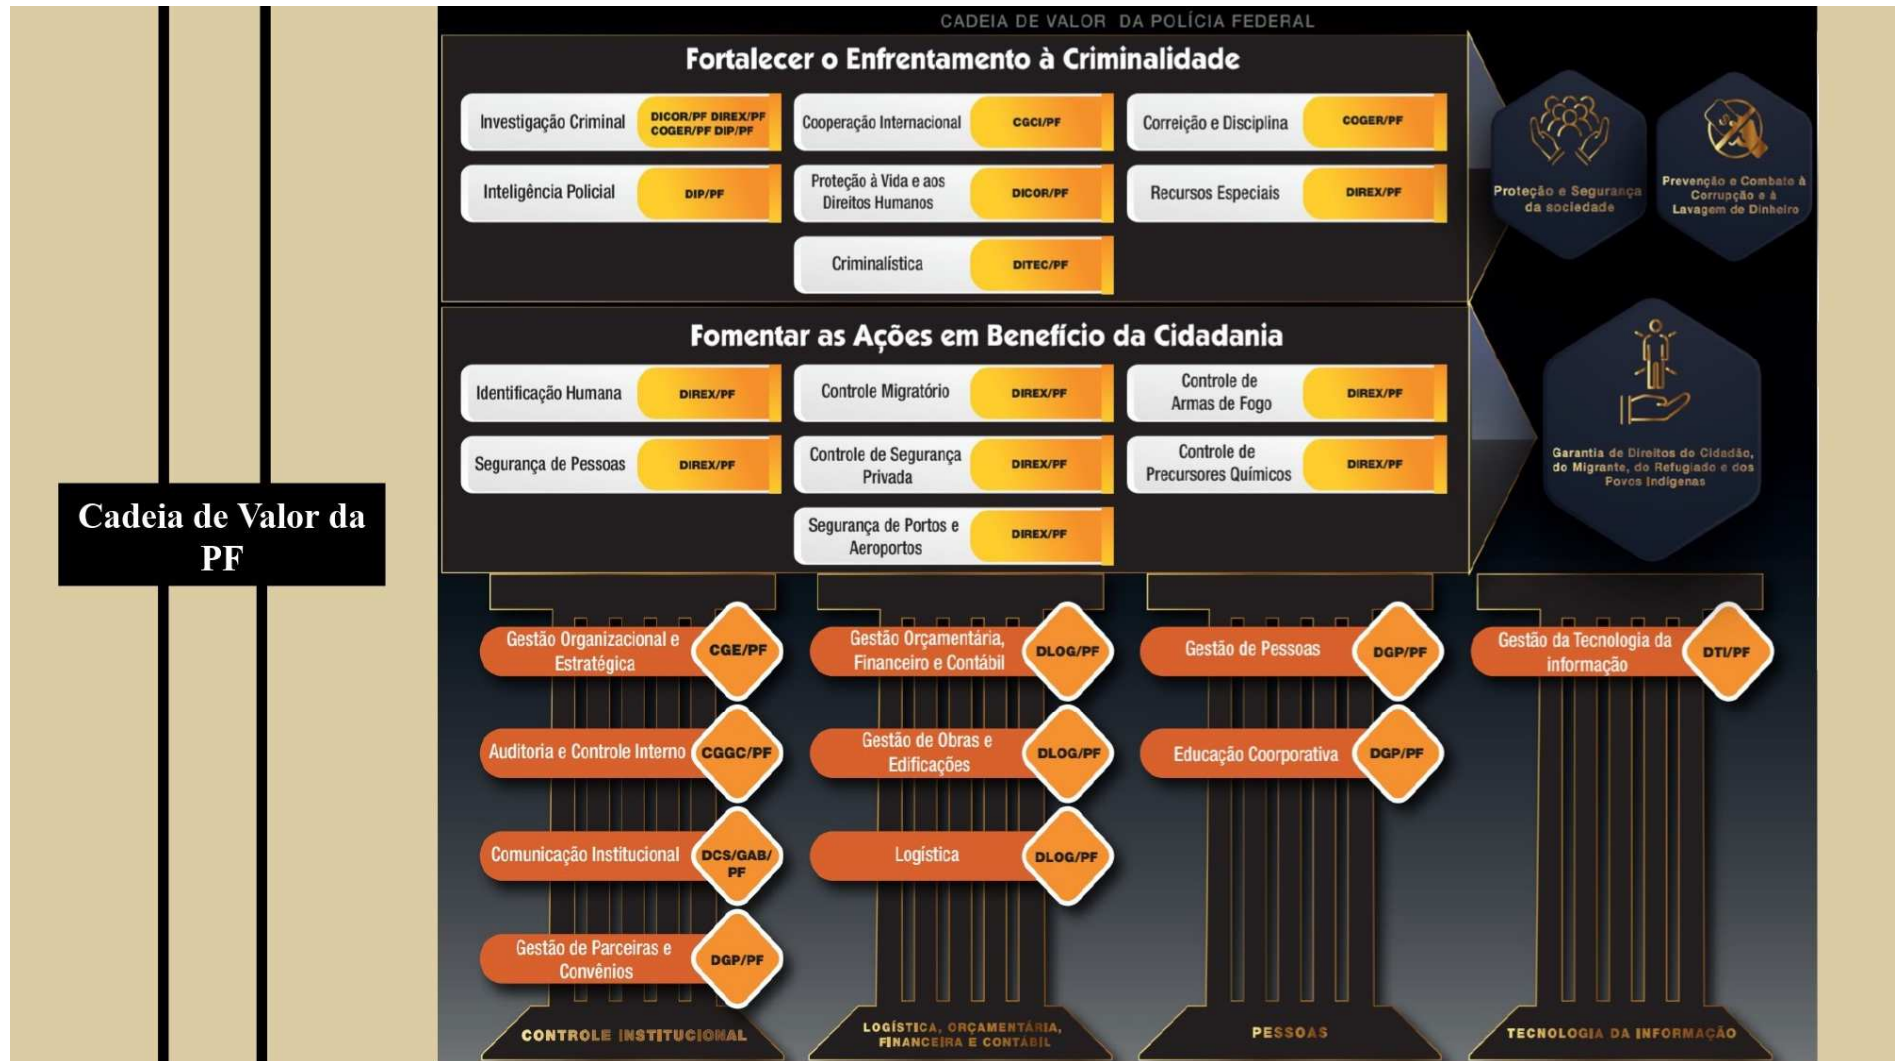 CADEIA DE VALOR DA POLÍCIA FEDERAL
Cadeia de Valor da
PF
Fortalecer o Enfrentamento à Criminalidade
Investigação Criminal
DICOR/PF DIREX/PF
COGER/PF DIP/PF
Cooperação Internacional
CGCI/PF
Correição e Disciplina
COGER/PF
Inteligência Policial
DIP/PF
Proteção à Vida e aos
Direitos Humanos
DICOR/PF
Recursos Especiais
DIREX/PF
Criminalística
DITEC/PF
Proteção e Segurança
da sociedade
Prevenção e Combate à
Corrupção e à
Lavagem de Dinheiro
Fomentar as Ações em Benefício da Cidadania
Identificação Humana
DIREX/PF
Controle Migratório
DIREX/PF
Controle de
Armas de Fogo
DIREX/PF
Segurança de Pessoas
DIREX/PF
Controle de Segurança
Privada
DIREX/PF
Controle de
Precursores Químicos
DIREX/PF
Segurança de Portos e
Aeroportos
DIREX/PF
Garantia de Direitos do Cidadão,
do Migrante, do Refugiado e dos
Povos Indígenas
Gestão Organizacional e
Estratégica
CGE/PF
Auditoria e Controle Interno
CGGC/PF
Comunicação Institucional
DCS/GAB/
PF
Gestão de Parceiras e
Convênios
DGP/PF
CONTROLE INSTITUCIONAL
Gestão Orçamentária,
Financeiro e Contábil
DLOG/PF
Gestão de Obras e
Edificações
DLOG/PF
Logística
DLOG/PF
LOGÍSTICA, ORÇAMENTÁRIA,
FINANCEIRA E CONTÁBIL
Gestão de Pessoas
DGP/PF
Educação Coorporativa
DGP/PF
PESSOAS
Gestão da Tecnologia da
informação
DTI/PF
TECNOLOGIA DA INFORMAÇÃO